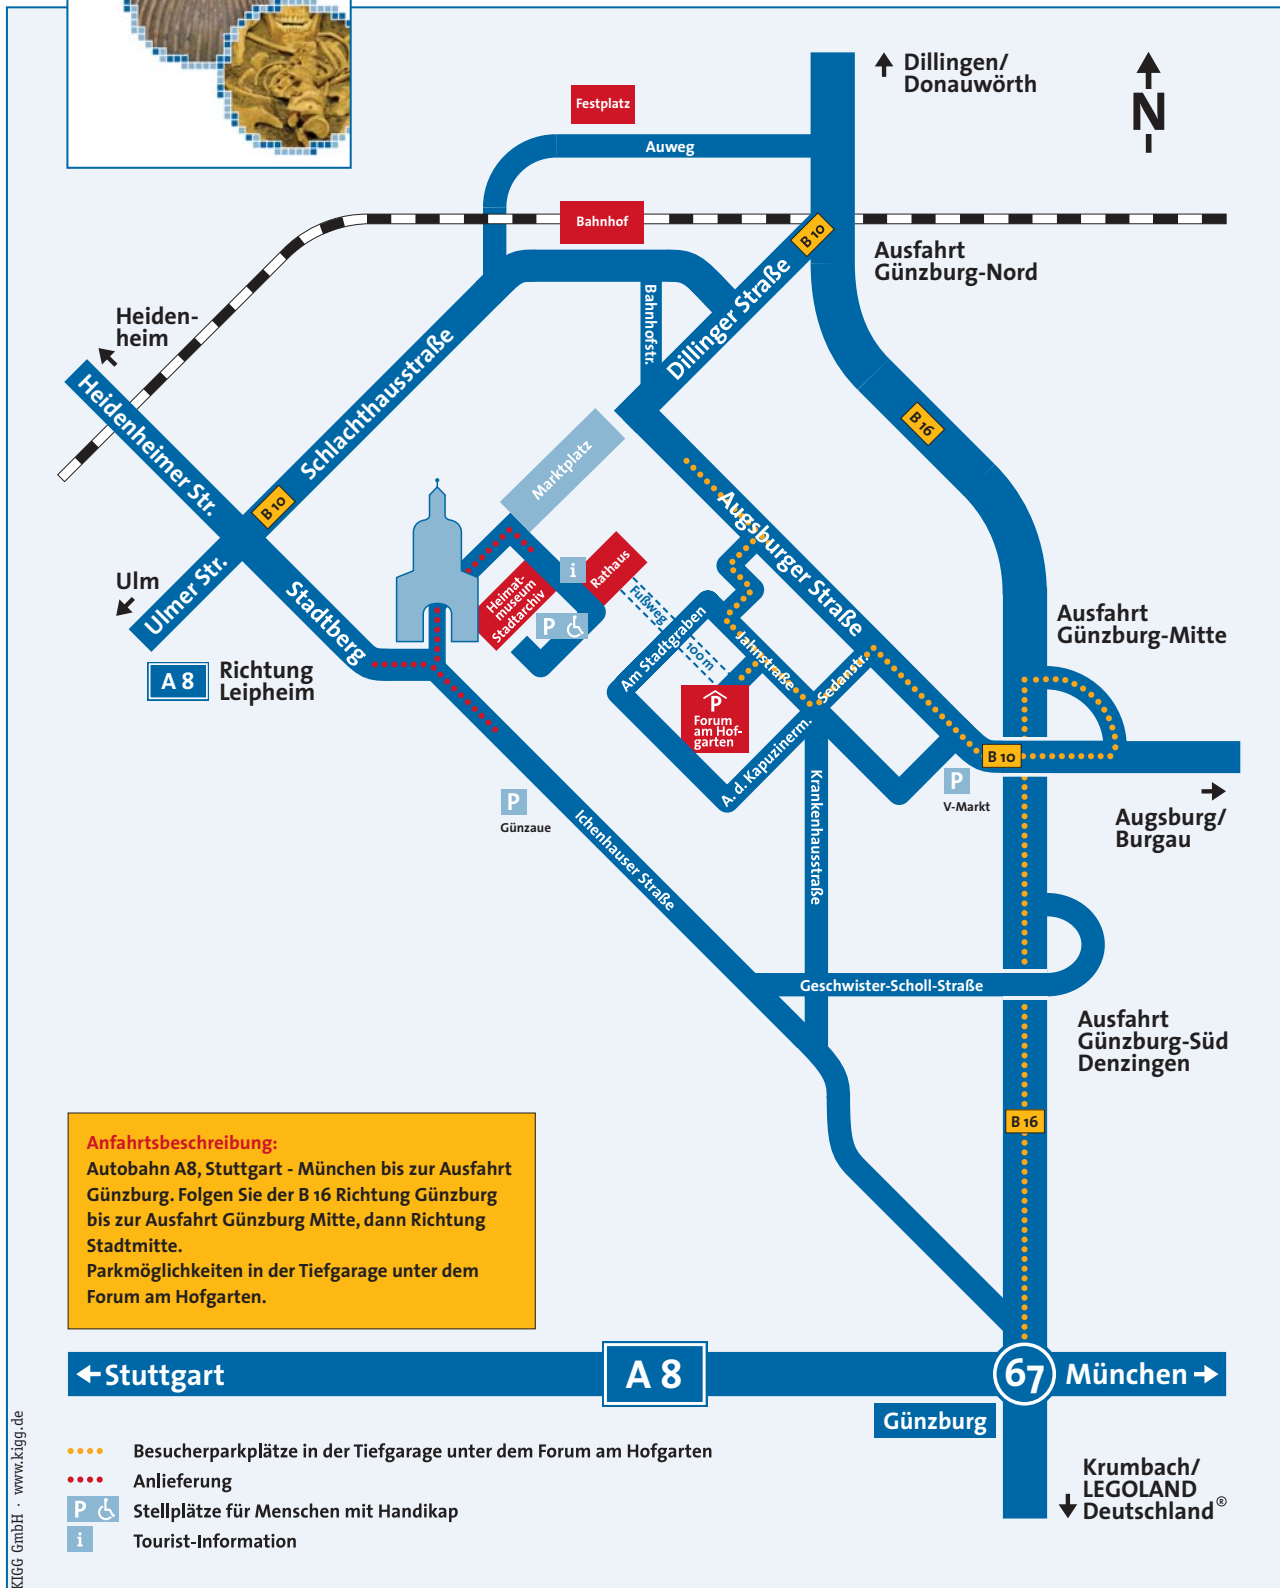 Dillingen/
Donauwörth
N
Festplatz
Auweg
Bahnhof
B 10
Ausfahrt
Günzburg-Nord
Bahnhofstr.
Dillinger Straße
Heiden-
heim
Heidenheimer Str.
Schlachthausstraße
B 16
Marktplatz
B 10
Augsburger Straße
Ulm
Ulmer Str.
Stadtberg
i
Rathaus
Heimat-
museum
Stadtarchiv
P
Fußweg
100 m
Am Stadtgraben
Jahnstraße
Sedanstr.
Ausfahrt
Günzburg-Mitte
A 8
Richtung
Leipheim
P
Forum
am Hof-
garten
A. d. Kapuzinerm.
B 10
P
V-Markt
P
Günzaue
Krankenhausstraße
Augsburg/
Burgau
Ichenhauser Straße
Geschwister-Scholl-Straße
Ausfahrt
Günzburg-Süd
Denzingen
B 16
Anfahrtsbeschreibung:
Autobahn A8, Stuttgart - München bis zur Ausfahrt
Günzburg. Folgen Sie der B 16 Richtung Günzburg
bis zur Ausfahrt Günzburg Mitte, dann Richtung
Stadtmitte.
Parkmöglichkeiten in der Tiefgarage unter dem
Forum am Hofgarten.
Stuttgart
A 8
67
München
Günzburg
Krumbach/
LEGOLAND
Deutschland®
Besucherparkplätze in der Tiefgarage unter dem Forum am Hofgarten
Anlieferung
P
Stellplätze für Menschen mit Handikap
i
Tourist-Information
KIGG GmbH · www.kigg.de